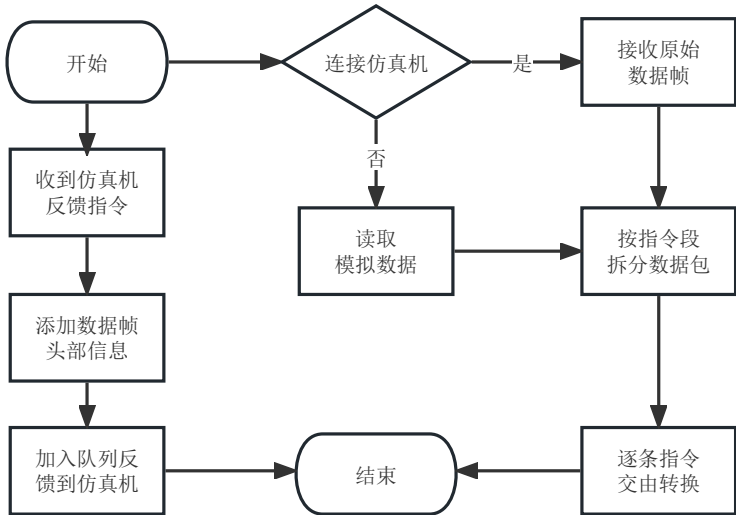 开始
连接仿真机
是
接收原始
数据帧
否
收到仿真机
反馈指令
读取
模拟数据
按指令段
拆分数据包
添加数据帧
头部信息
加入队列反
馈到仿真机
结束
逐条指令
交由转换